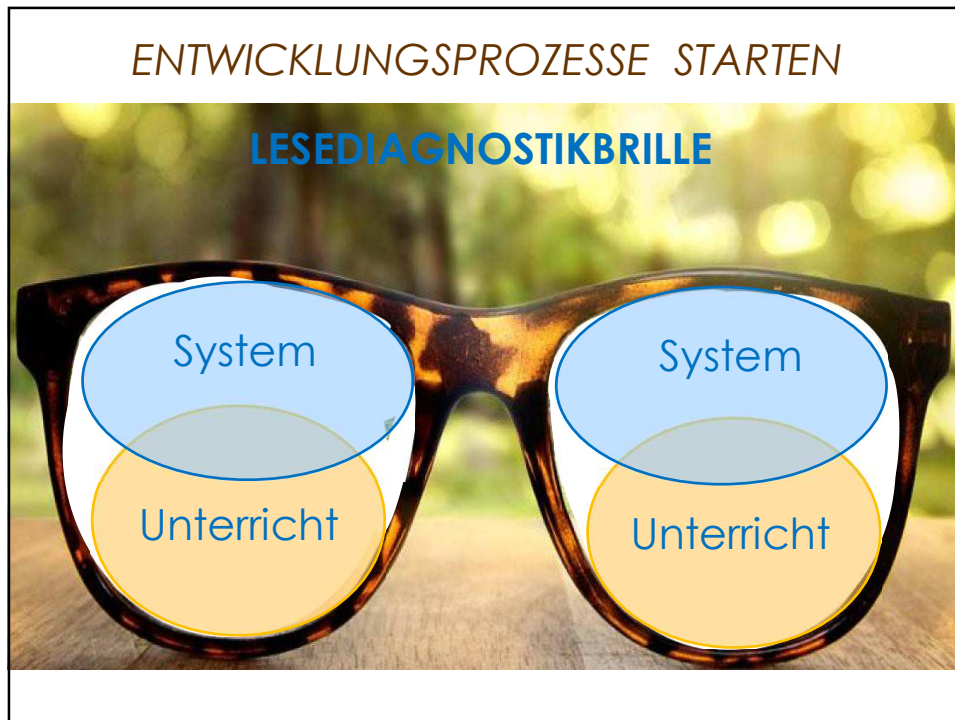 ENTWICKLUNGSPROZESSE STARTEN
LESEDIAGNOSTIKBRILLE
System
System
Unterricht
Unterricht